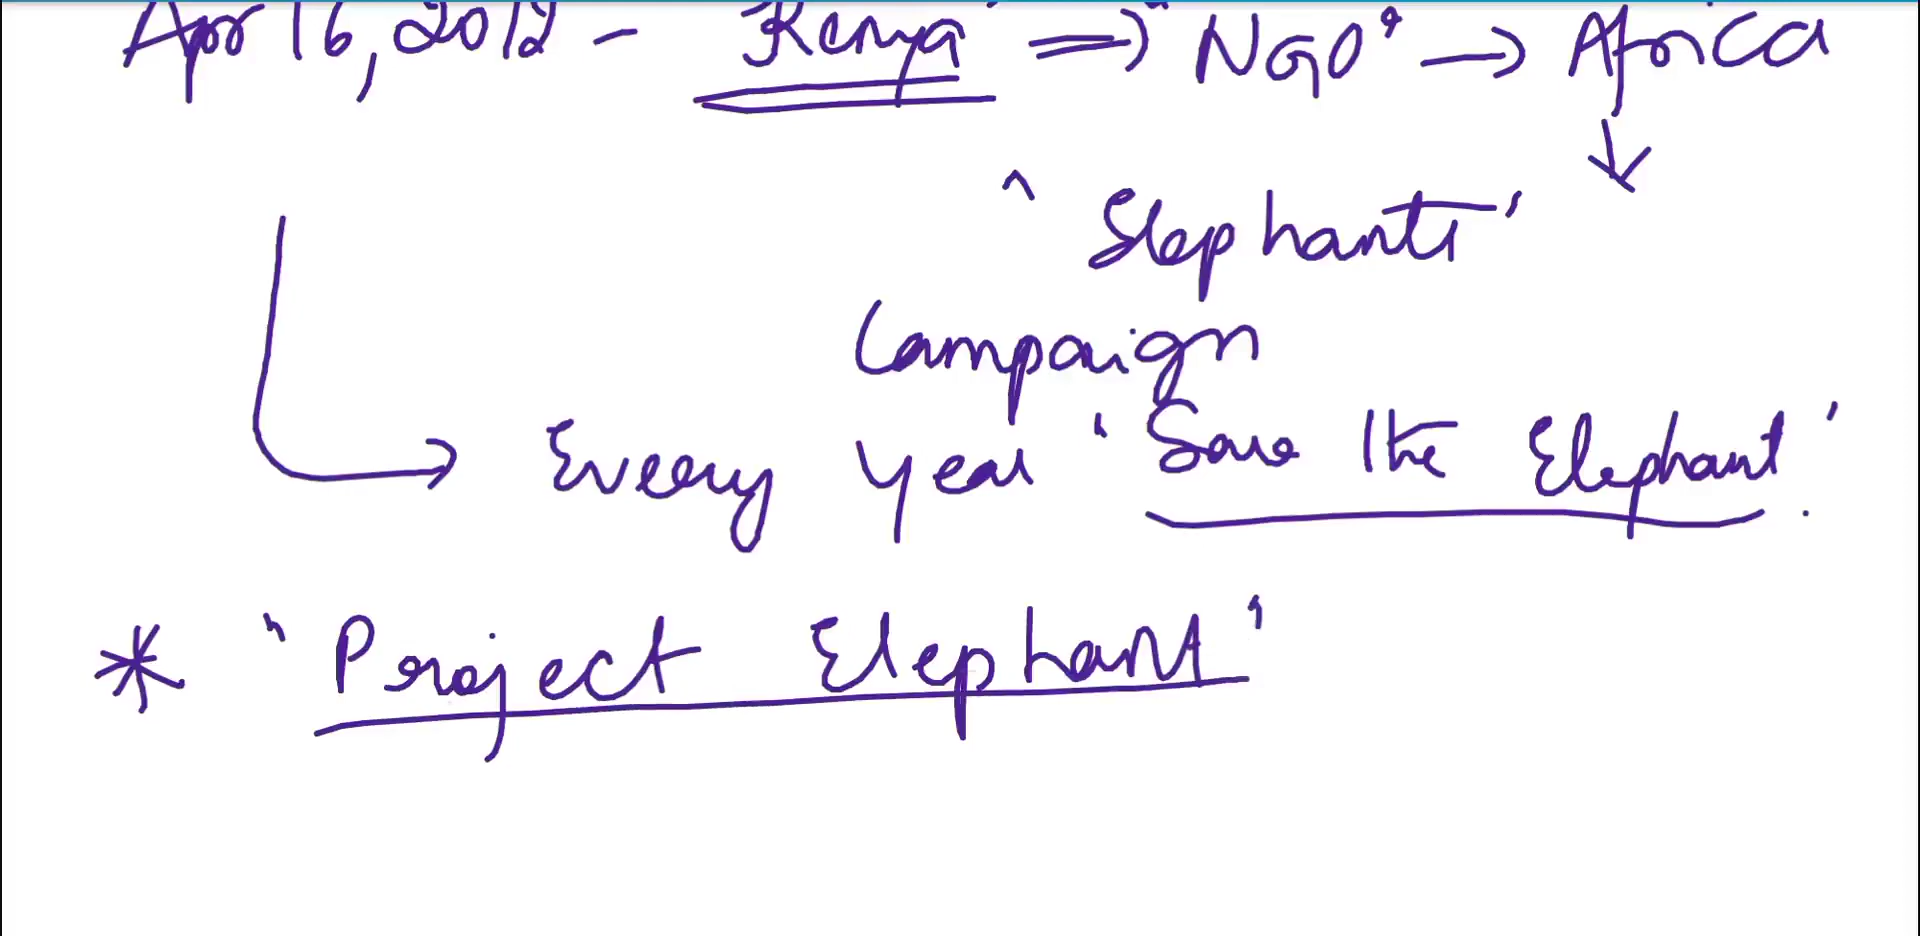 Apr 16, 2012 - Kenya ⇒ "NGO" → Africa
↓
'Elephants'
Campaign
Every year 'Save the Elephant'.
* "Project Elephant"